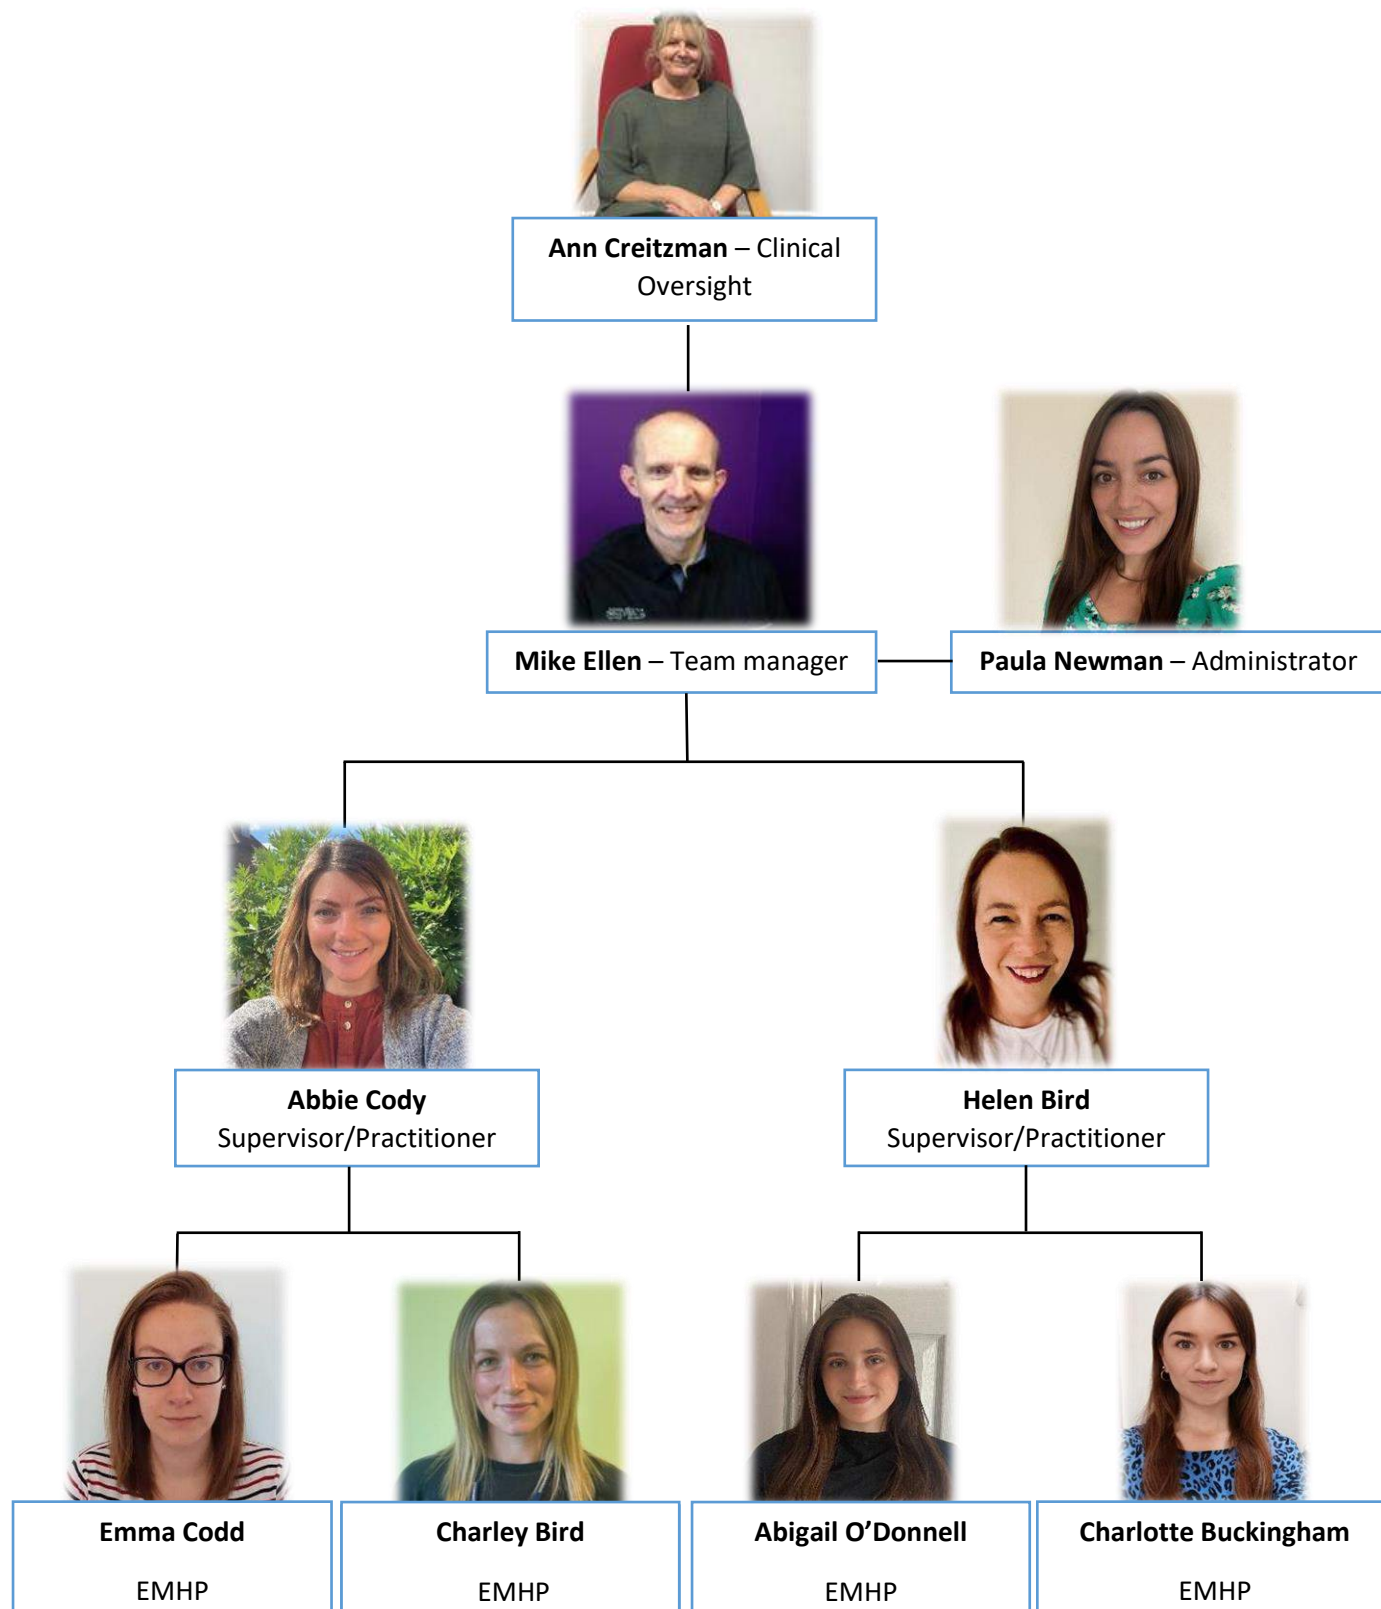 Ann Creitzman – Clinical
Oversight
Mike Ellen – Team manager
Paula Newman – Administrator
Abbie Cody
Supervisor/Practitioner
Helen Bird
Supervisor/Practitioner
Emma Codd
EMHP
Charley Bird
EMHP
Abigail O’Donnell
EMHP
Charlotte Buckingham
EMHP